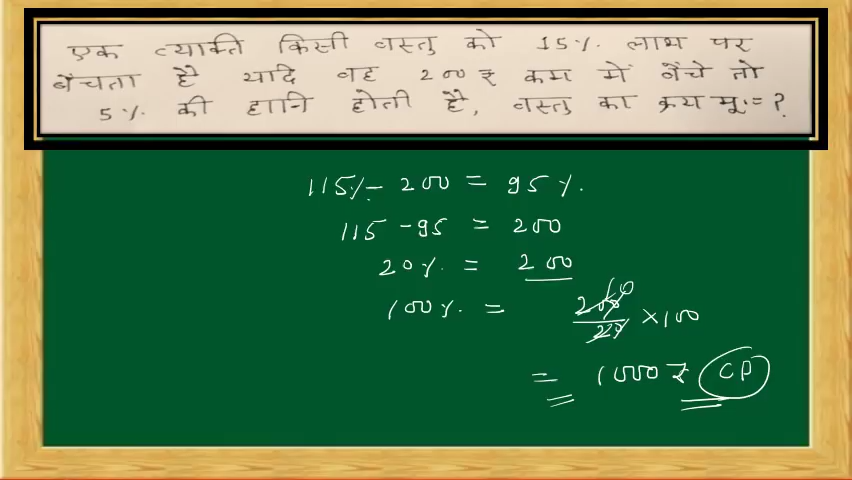 एक व्यक्ति किसी वस्तु को 15% लाभ पर
बेंचता है यदि वह 200 ₹ कम में बेंचे तो
5% की हानि होती है, वस्तु का क्रय मू॰ = ?
115% - 200 = 95%.
115 - 95 = 200
20% = 200
100% = 200/20 × 100
10
= 1000 ₹ CP